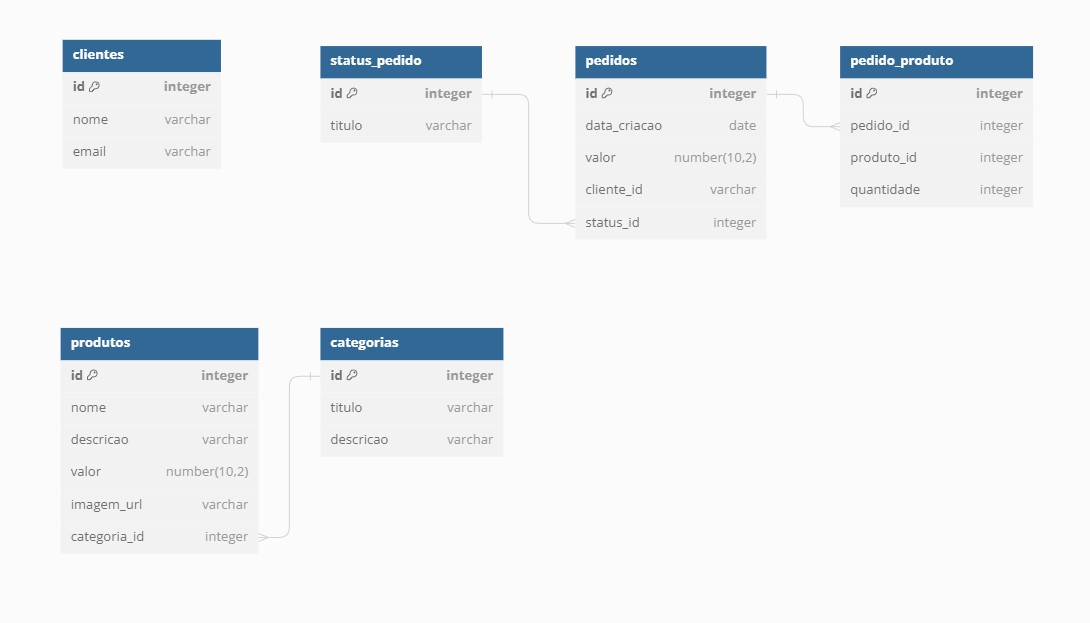 clientes
id integer
nome varchar
email varchar
status_pedido
id integer
titulo varchar
pedidos
id integer
data_criacao date
valor number(10,2)
cliente_id varchar
status_id integer
pedido_produto
id integer
pedido_id integer
produto_id integer
quantidade integer
produtos
id integer
nome varchar
descricao varchar
valor number(10,2)
imagem_url varchar
categoria_id integer
categorias
id integer
titulo varchar
descricao varchar